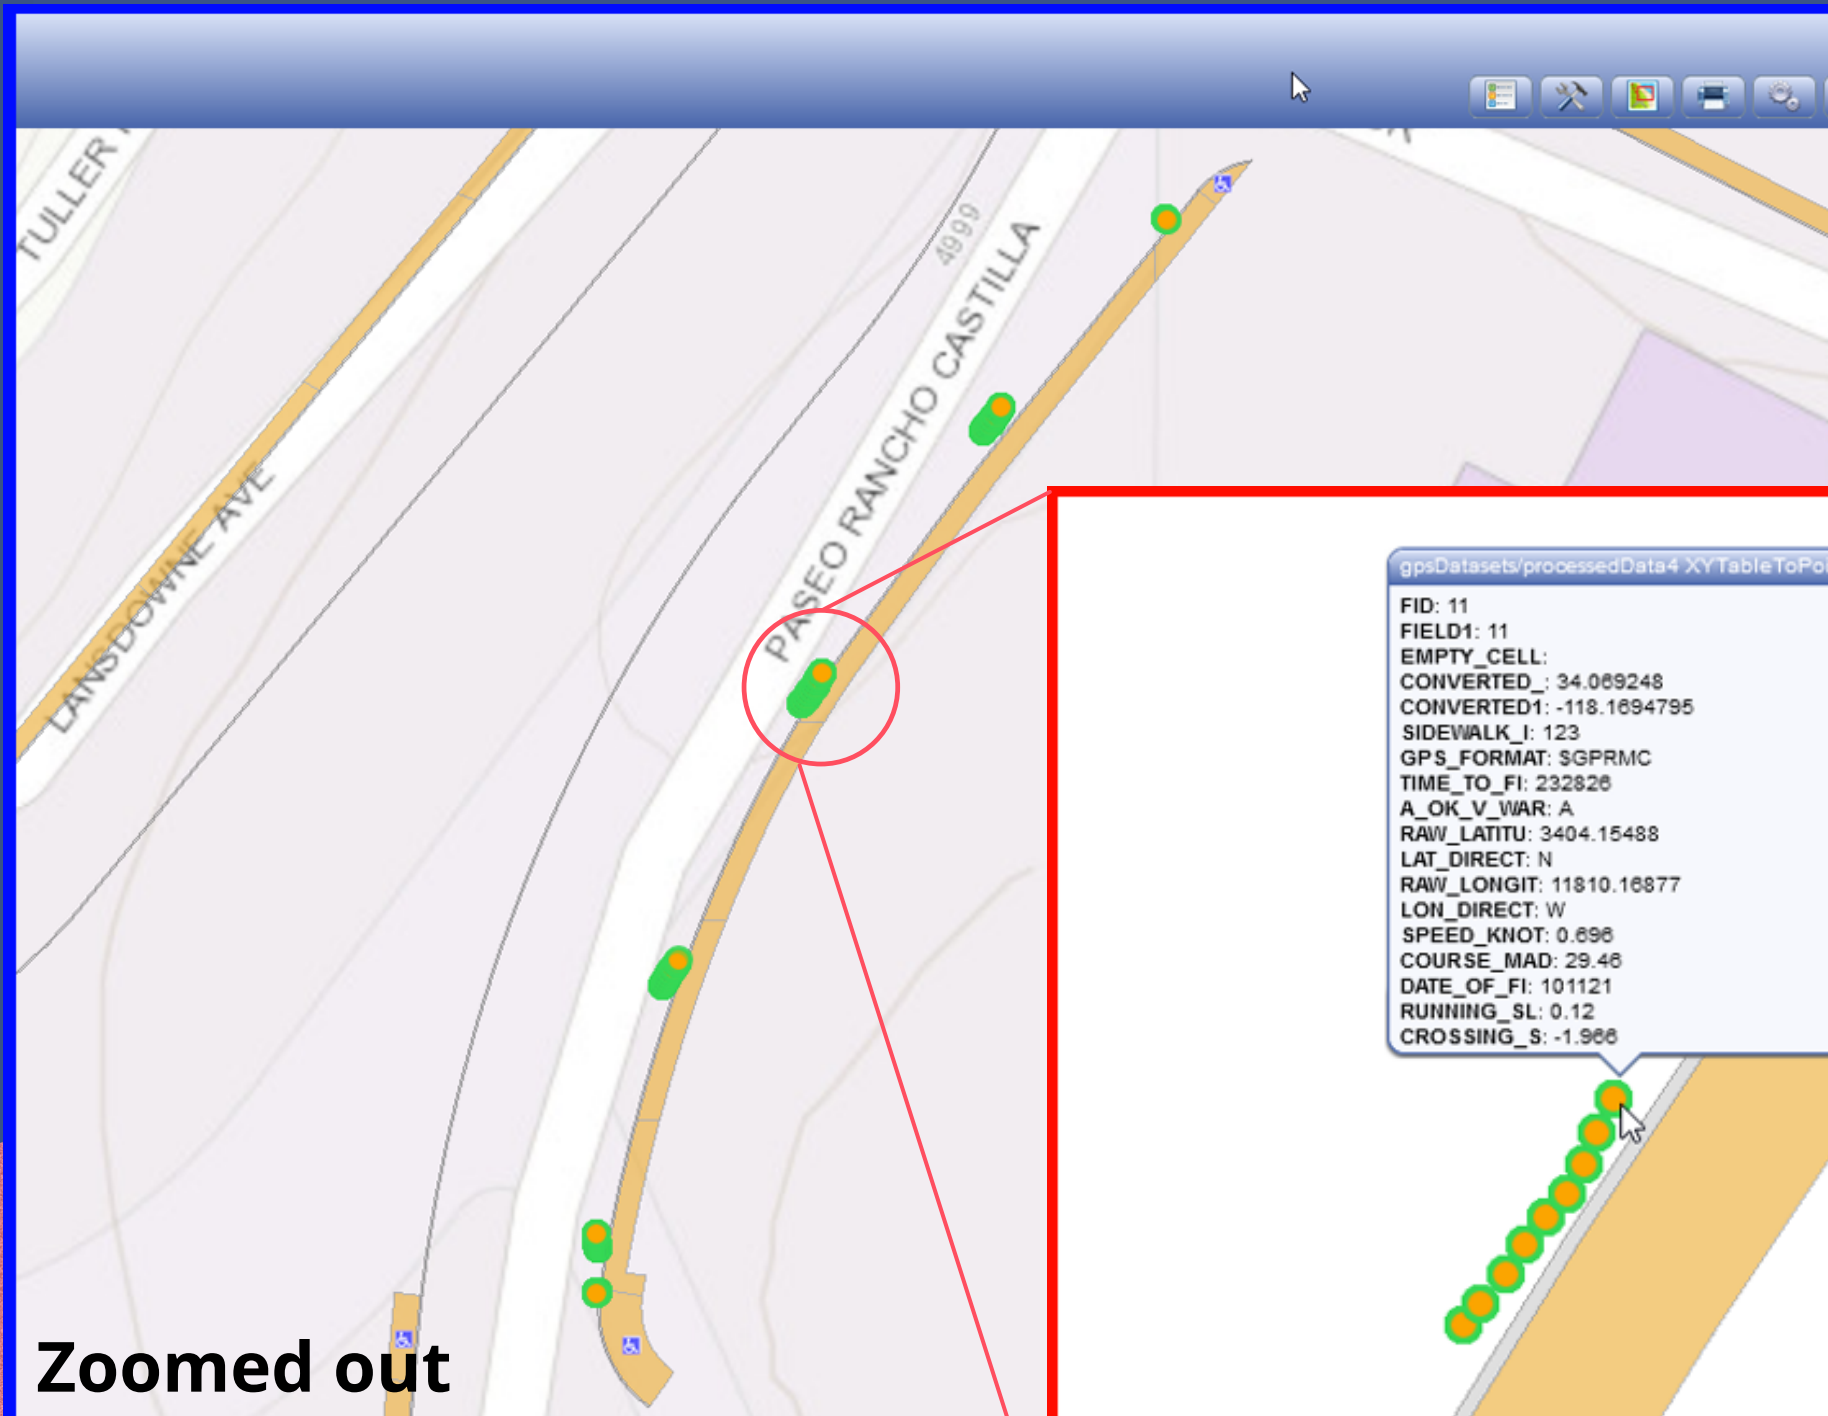 TULLER
4999
PASEO RANCHO CASTILLA
LANSDOWNE AVE
gpsDatasets/processedData4 XYTableToPoi
FID: 11
FIELD1: 11
EMPTY_CELL:
CONVERTED_: 34.069248
CONVERTED1: -118.1694795
SIDEWALK_I: 123
GPS_FORMAT: $GPRMC
TIME_TO_FI: 232826
A_OK_V_WAR: A
RAW_LATITU: 3404.15488
LAT_DIRECT: N
RAW_LONGIT: 11810.16877
LON_DIRECT: W
SPEED_KNOT: 0.696
COURSE_MAD: 29.46
DATE_OF_FI: 101121
RUNNING_SL: 0.12
CROSSING_S: -1.966
Zoomed out